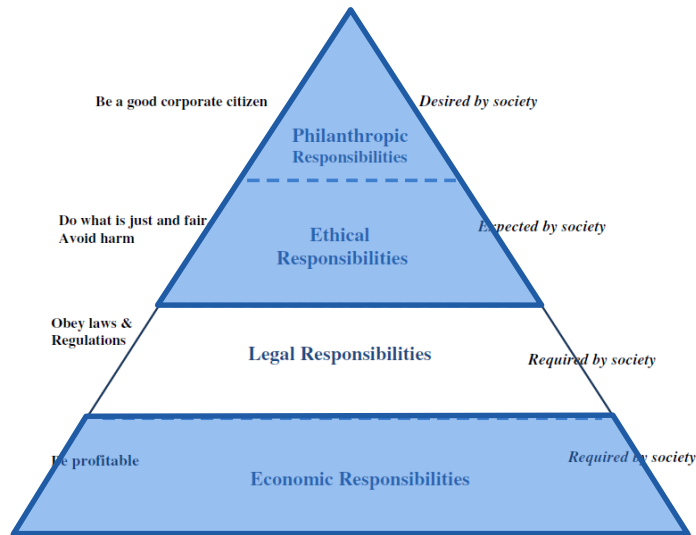 Be a good corporate citizen
Desired by society
Philanthropic
Responsibilities
Do what is just and fair
Avoid harm
Expected by society
Ethical
Responsibilities
Obey laws &
Regulations
Legal Responsibilities
Required by society
Be profitable
Required by society
Economic Responsibilities